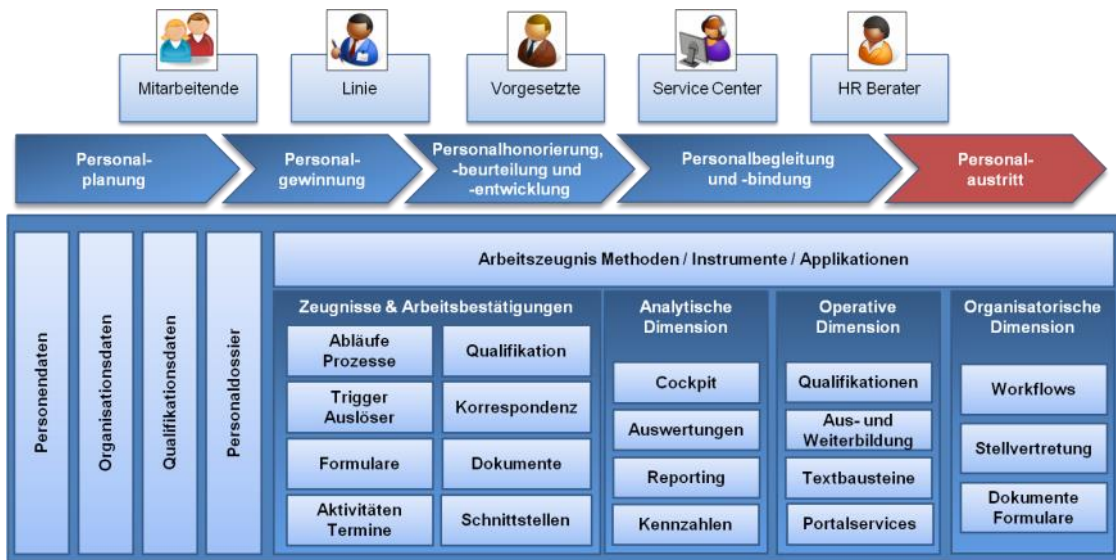 Mitarbeitende
Linie
Vorgesetzte
Service Center
HR Berater
Personal-
planung
Personal-
gewinnung
Personalhonorierung,
-beurteilung und
-entwicklung
Personalbegleitung
und -bindung
Personal-
austritt
Personendaten
Organisationsdaten
Qualifikationsdaten
Personaldossier
Arbeitszeugnis Methoden / Instrumente / Applikationen
Zeugnisse & Arbeitsbestätigungen
Abläufe
Prozesse
Qualifikation
Trigger
Auslöser
Korrespondenz
Formulare
Dokumente
Aktivitäten
Termine
Schnittstellen
Analytische
Dimension
Cockpit
Auswertungen
Reporting
Kennzahlen
Operative
Dimension
Qualifikationen
Aus- und
Weiterbildung
Textbausteine
Portalservices
Organisatorische
Dimension
Workflows
Stellvertretung
Dokumente
Formulare